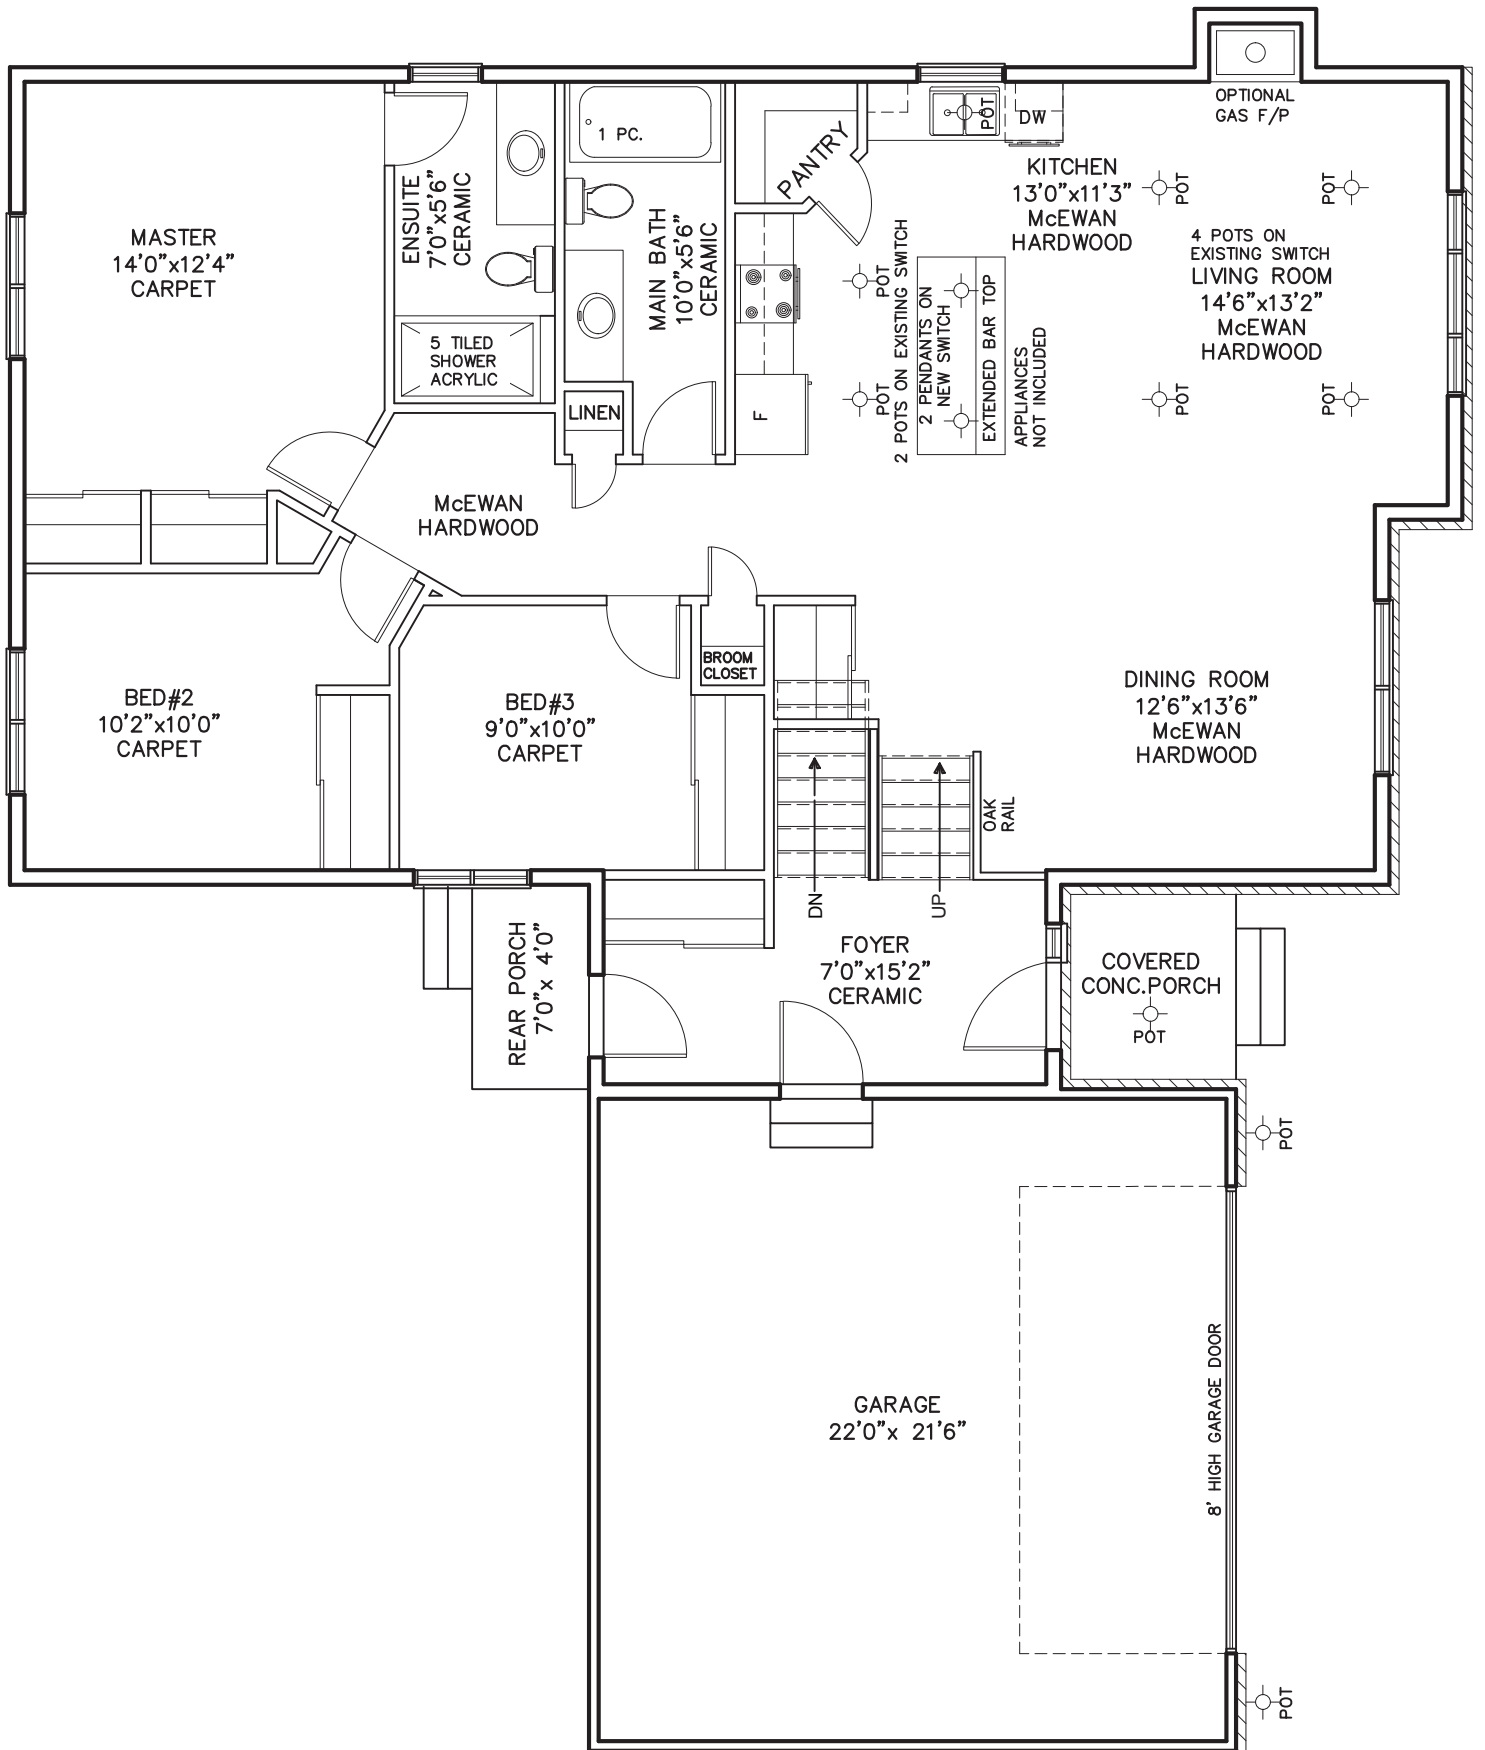 OPTIONAL
GAS F/P
1 PC.
PANTRY
POT
DW
KITCHEN
13'0"x11'3"
McEWAN
HARDWOOD
POT
POT
MASTER
14'0"x12'4"
CARPET
ENSUITE
7'0"x5'6"
CERAMIC
MAIN BATH
10'0"x5'6"
CERAMIC
4 POTS ON
EXISTING SWITCH
LIVING ROOM
14'6"x13'2"
McEWAN
HARDWOOD
POT
POT
2 POTS ON EXISTING SWITCH
2 PENDANTS ON
NEW SWITCH
EXTENDED BAR TOP
APPLIANCES
NOT INCLUDED
POT
POT
5 TILED
SHOWER
ACRYLIC
LINEN
F
McEWAN
HARDWOOD
BROOM
CLOSET
BED#2
10'2"x10'0"
CARPET
BED#3
9'0"x10'0"
CARPET
DINING ROOM
12'6"x13'6"
McEWAN
HARDWOOD
OAK
RAIL
DN
UP
REAR PORCH
7'0"x 4'0"
FOYER
7'0"x15'2"
CERAMIC
COVERED
CONC.PORCH
POT
POT
GARAGE
22'0"x 21'6"
8' HIGH GARAGE DOOR
POT